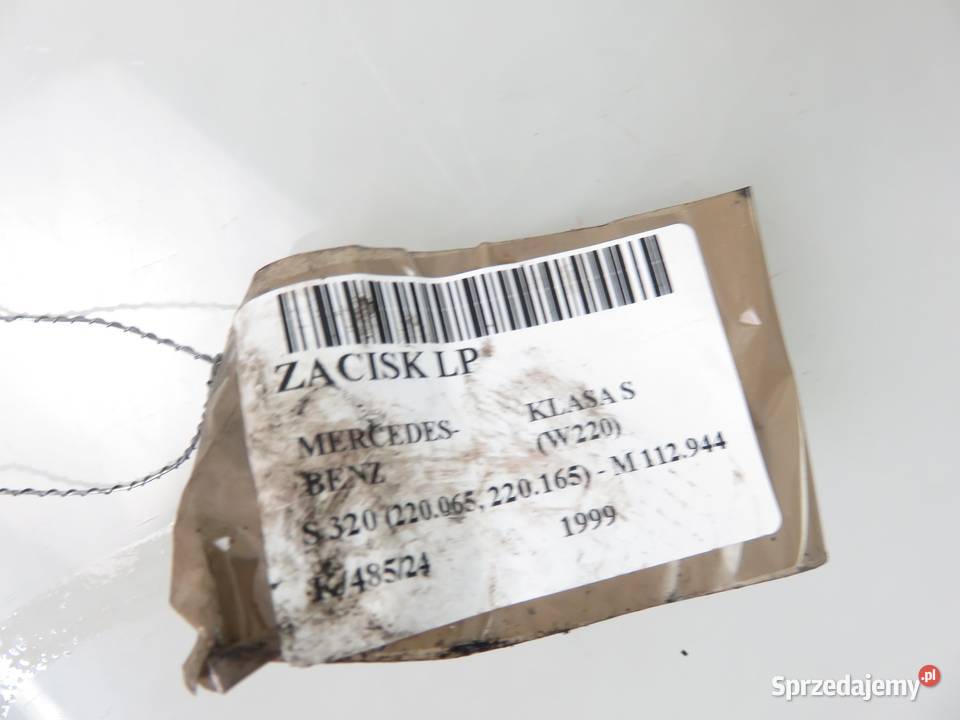 ZACISK LP
MERCEDES-
BENZ
KLASA S
(W220)
S 320 (220.065, 220.165) - M 112.944
1999
K/485/24
Sprzedajemy.pl